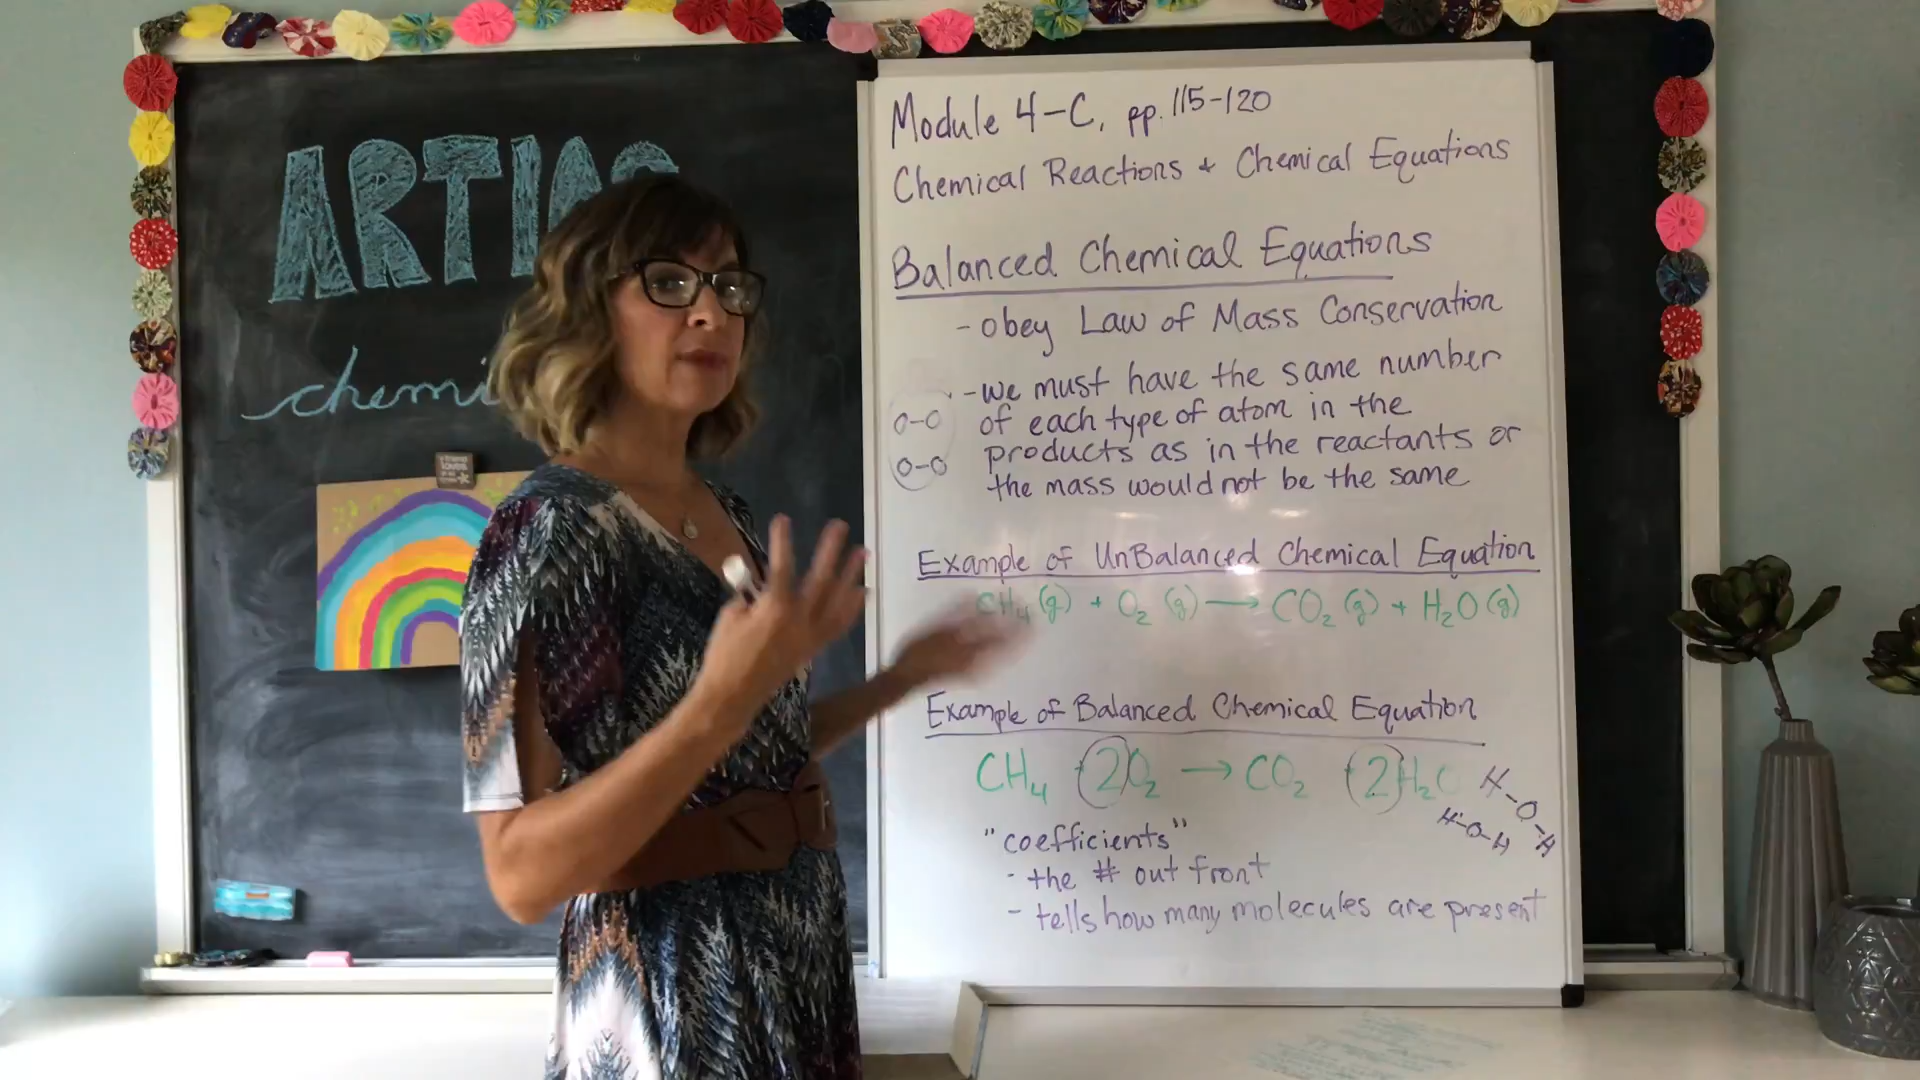 ARTIOS
chemi
Module 4-C, pp. 115-120
Chemical Reactions + Chemical Equations
Balanced Chemical Equations
- obey Law of Mass Conservation
- we must have the same number
of each type of atom in the
products as in the reactants or
the mass would not be the same
O-O
O-O
Example of UnBalanced Chemical Equation
CH₄ (g) + O₂ (g) → CO₂ (g) + H₂O (g)
Example of Balanced Chemical Equation
CH₄ + 2O₂ → CO₂ + 2H₂O
H-O-H
H-O-H
"coefficients"
- the # out front
- tells how many molecules are present